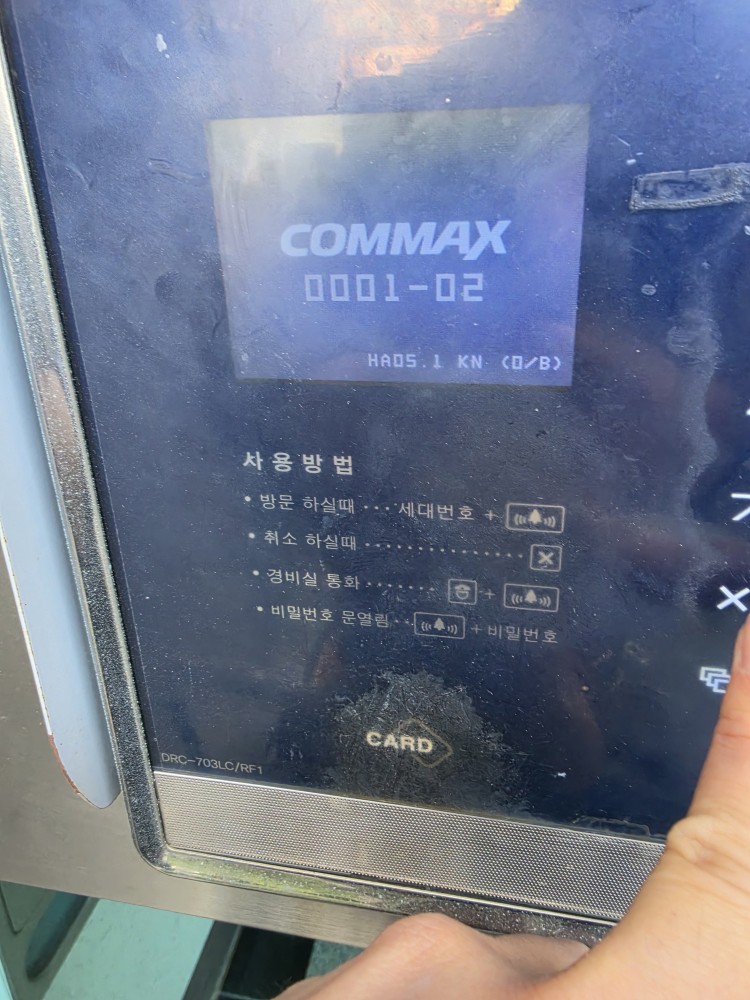 COMMAX
0001-02
HA05.1 KN (O/B)
사용방법
• 방문 하실때 ··· 세대번호 +
• 취소 하실때 ·················
• 경비실 통화 ········ +
• 비밀번호 문열림 ·· + 비밀번호
CARD
DRC-703LC/RF1
7